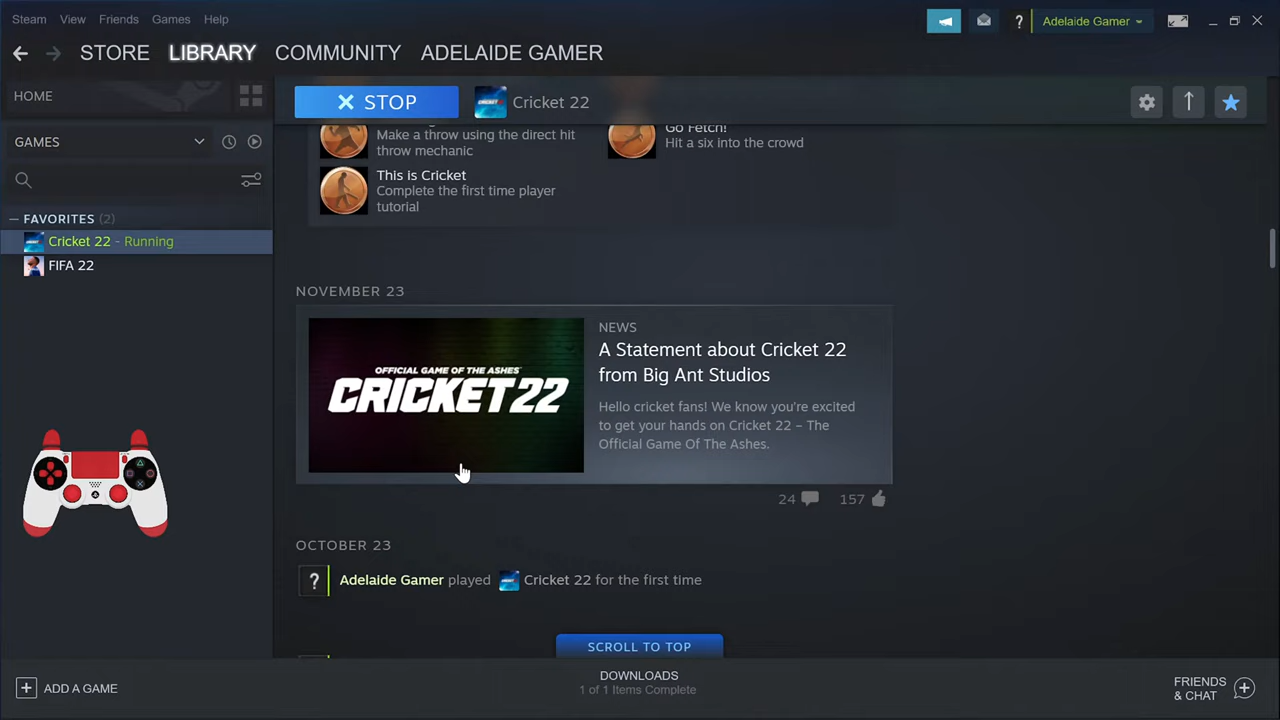 Steam View Friends Games Help
? Adelaide Gamer
STORE LIBRARY COMMUNITY ADELAIDE GAMER
HOME
STOP Cricket 22
GAMES
Make a throw using the direct hit
throw mechanic
Go Fetch!
Hit a six into the crowd
This is Cricket
Complete the first time player
tutorial
FAVORITES (2)
Cricket 22 - Running
FIFA 22
NOVEMBER 23
OFFICIAL GAME OF THE ASHES
CRICKET 22
NEWS
A Statement about Cricket 22
from Big Ant Studios
Hello cricket fans! We know you're excited
to get your hands on Cricket 22 – The
Official Game Of The Ashes.
24 157
OCTOBER 23
? Adelaide Gamer played Cricket 22 for the first time
SCROLL TO TOP
ADD A GAME
DOWNLOADS
1 of 1 Items Complete
FRIENDS
& CHAT